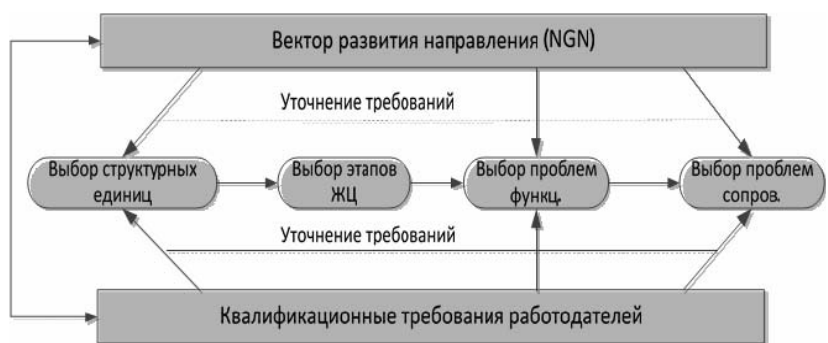 Вектор развития направления (NGN)
Уточнение требований
Выбор структурных
единиц
Выбор этапов
ЖЦ
Выбор проблем
функц.
Выбор проблем
сопров.
Уточнение требований
Квалификационные требования работодателей